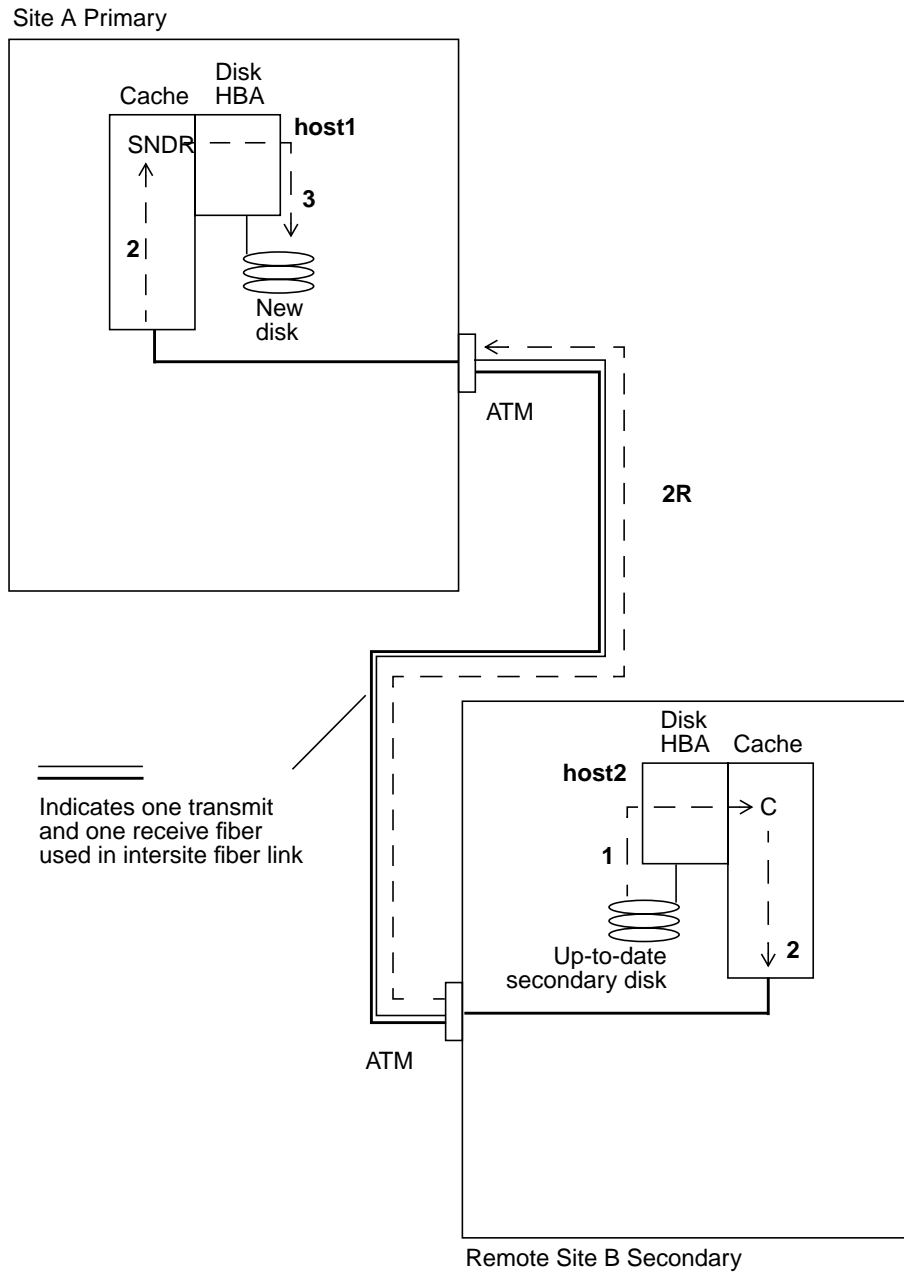 Site A Primary
Disk
HBA
Cache
host1
SNDR
3
2
New
disk
ATM
2R
Disk
HBA
Cache
host2
C
Indicates one transmit
and one receive fiber
used in intersite fiber link
1
2
Up-to-date
secondary disk
ATM
Remote Site B Secondary